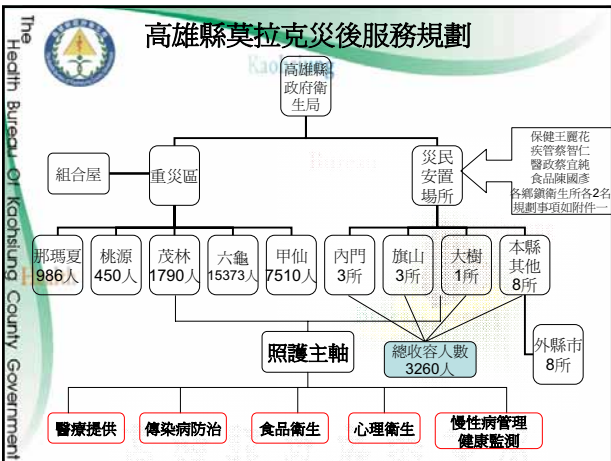 高雄縣莫拉克災後服務規劃
The Health Bureau Of Kaohsiung County Government
高雄縣
政府衛
生局
組合屋
重災區
災民
安置
場所
保健王麗花
疾管蔡智仁
醫政蔡宜純
食品陳國彥
各鄉鎮衛生所各2名
規劃事項如附件一
那瑪夏
986人
桃源
450人
茂林
1790人
六龜
15373人
甲仙
7510人
內門
3所
旗山
3所
大樹
1所
本縣
其他
8所
照護主軸
總收容人數
3260人
外縣市
8所
醫療提供
傳染病防治
食品衛生
心理衛生
慢性病管理
健康監測